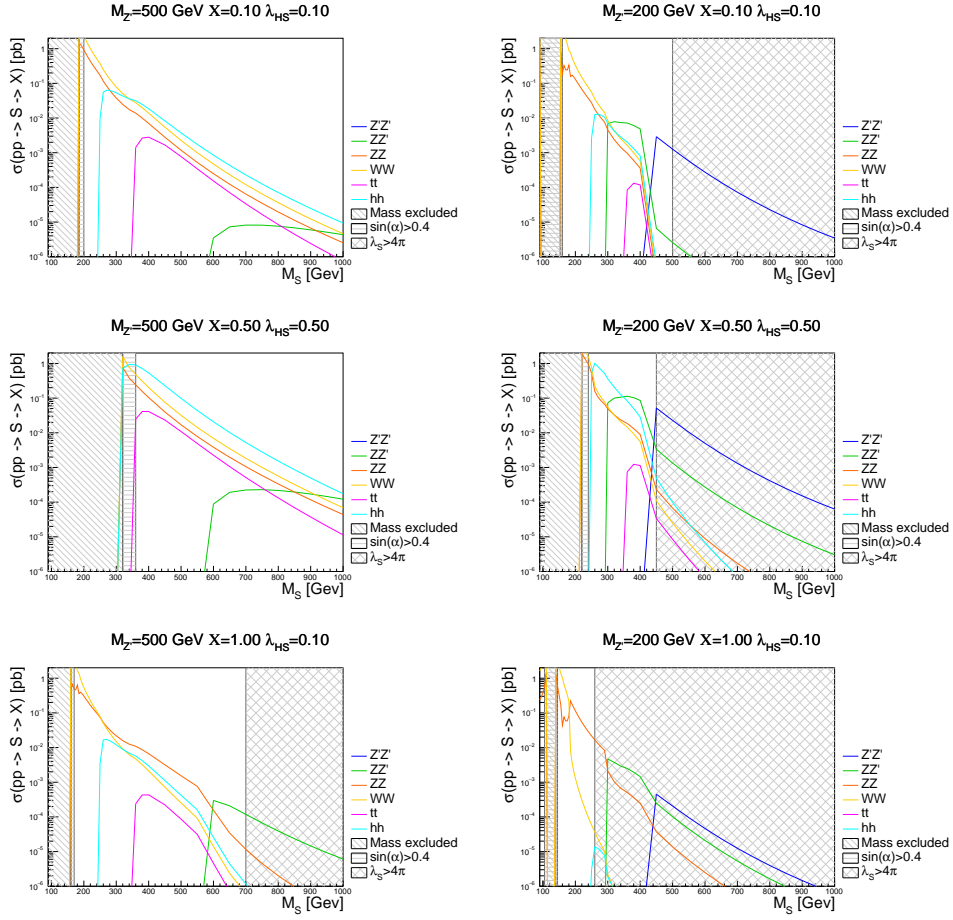 M_Z'=500 GeV X=0.10 λ_HS=0.10
σ(pp -> S -> X) [pb]
1
10⁻¹
10⁻²
10⁻³
10⁻⁴
10⁻⁵
10⁻⁶
100 200 300 400 500 600 700 800 900 1000
M_S [Gev]
Z'Z'
ZZ'
ZZ
WW
tt
hh
Mass excluded
sin(α)>0.4
λ_S>4π
M_Z'=200 GeV X=0.10 λ_HS=0.10
σ(pp -> S -> X) [pb]
1
10⁻¹
10⁻²
10⁻³
10⁻⁴
10⁻⁵
10⁻⁶
100 200 300 400 500 600 700 800 900 1000
M_S [Gev]
Z'Z'
ZZ'
ZZ
WW
tt
hh
Mass excluded
sin(α)>0.4
λ_S>4π
M_Z'=500 GeV X=0.50 λ_HS=0.50
σ(pp -> S -> X) [pb]
1
10⁻¹
10⁻²
10⁻³
10⁻⁴
10⁻⁵
10⁻⁶
100 200 300 400 500 600 700 800 900 1000
M_S [Gev]
Z'Z'
ZZ'
ZZ
WW
tt
hh
Mass excluded
sin(α)>0.4
λ_S>4π
M_Z'=200 GeV X=0.50 λ_HS=0.50
σ(pp -> S -> X) [pb]
1
10⁻¹
10⁻²
10⁻³
10⁻⁴
10⁻⁵
10⁻⁶
100 200 300 400 500 600 700 800 900 1000
M_S [Gev]
Z'Z'
ZZ'
ZZ
WW
tt
hh
Mass excluded
sin(α)>0.4
λ_S>4π
M_Z'=500 GeV X=1.00 λ_HS=0.10
σ(pp -> S -> X) [pb]
1
10⁻¹
10⁻²
10⁻³
10⁻⁴
10⁻⁵
10⁻⁶
100 200 300 400 500 600 700 800 900 1000
M_S [Gev]
Z'Z'
ZZ'
ZZ
WW
tt
hh
Mass excluded
sin(α)>0.4
λ_S>4π
M_Z'=200 GeV X=1.00 λ_HS=0.10
σ(pp -> S -> X) [pb]
1
10⁻¹
10⁻²
10⁻³
10⁻⁴
10⁻⁵
10⁻⁶
100 200 300 400 500 600 700 800 900 1000
M_S [Gev]
Z'Z'
ZZ'
ZZ
WW
tt
hh
Mass excluded
sin(α)>0.4
λ_S>4π